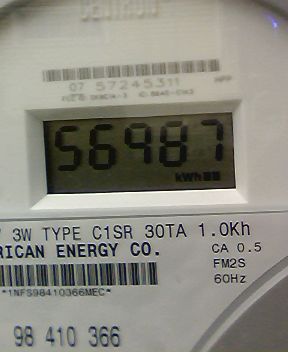 CENTRON
07 57245311
56987
kWh
3W TYPE C1SR 30TA 1.0Kh
RICAN ENERGY CO.
CA 0.5
FM2S
60Hz
*1NFS98410366MEC*
98 410 366